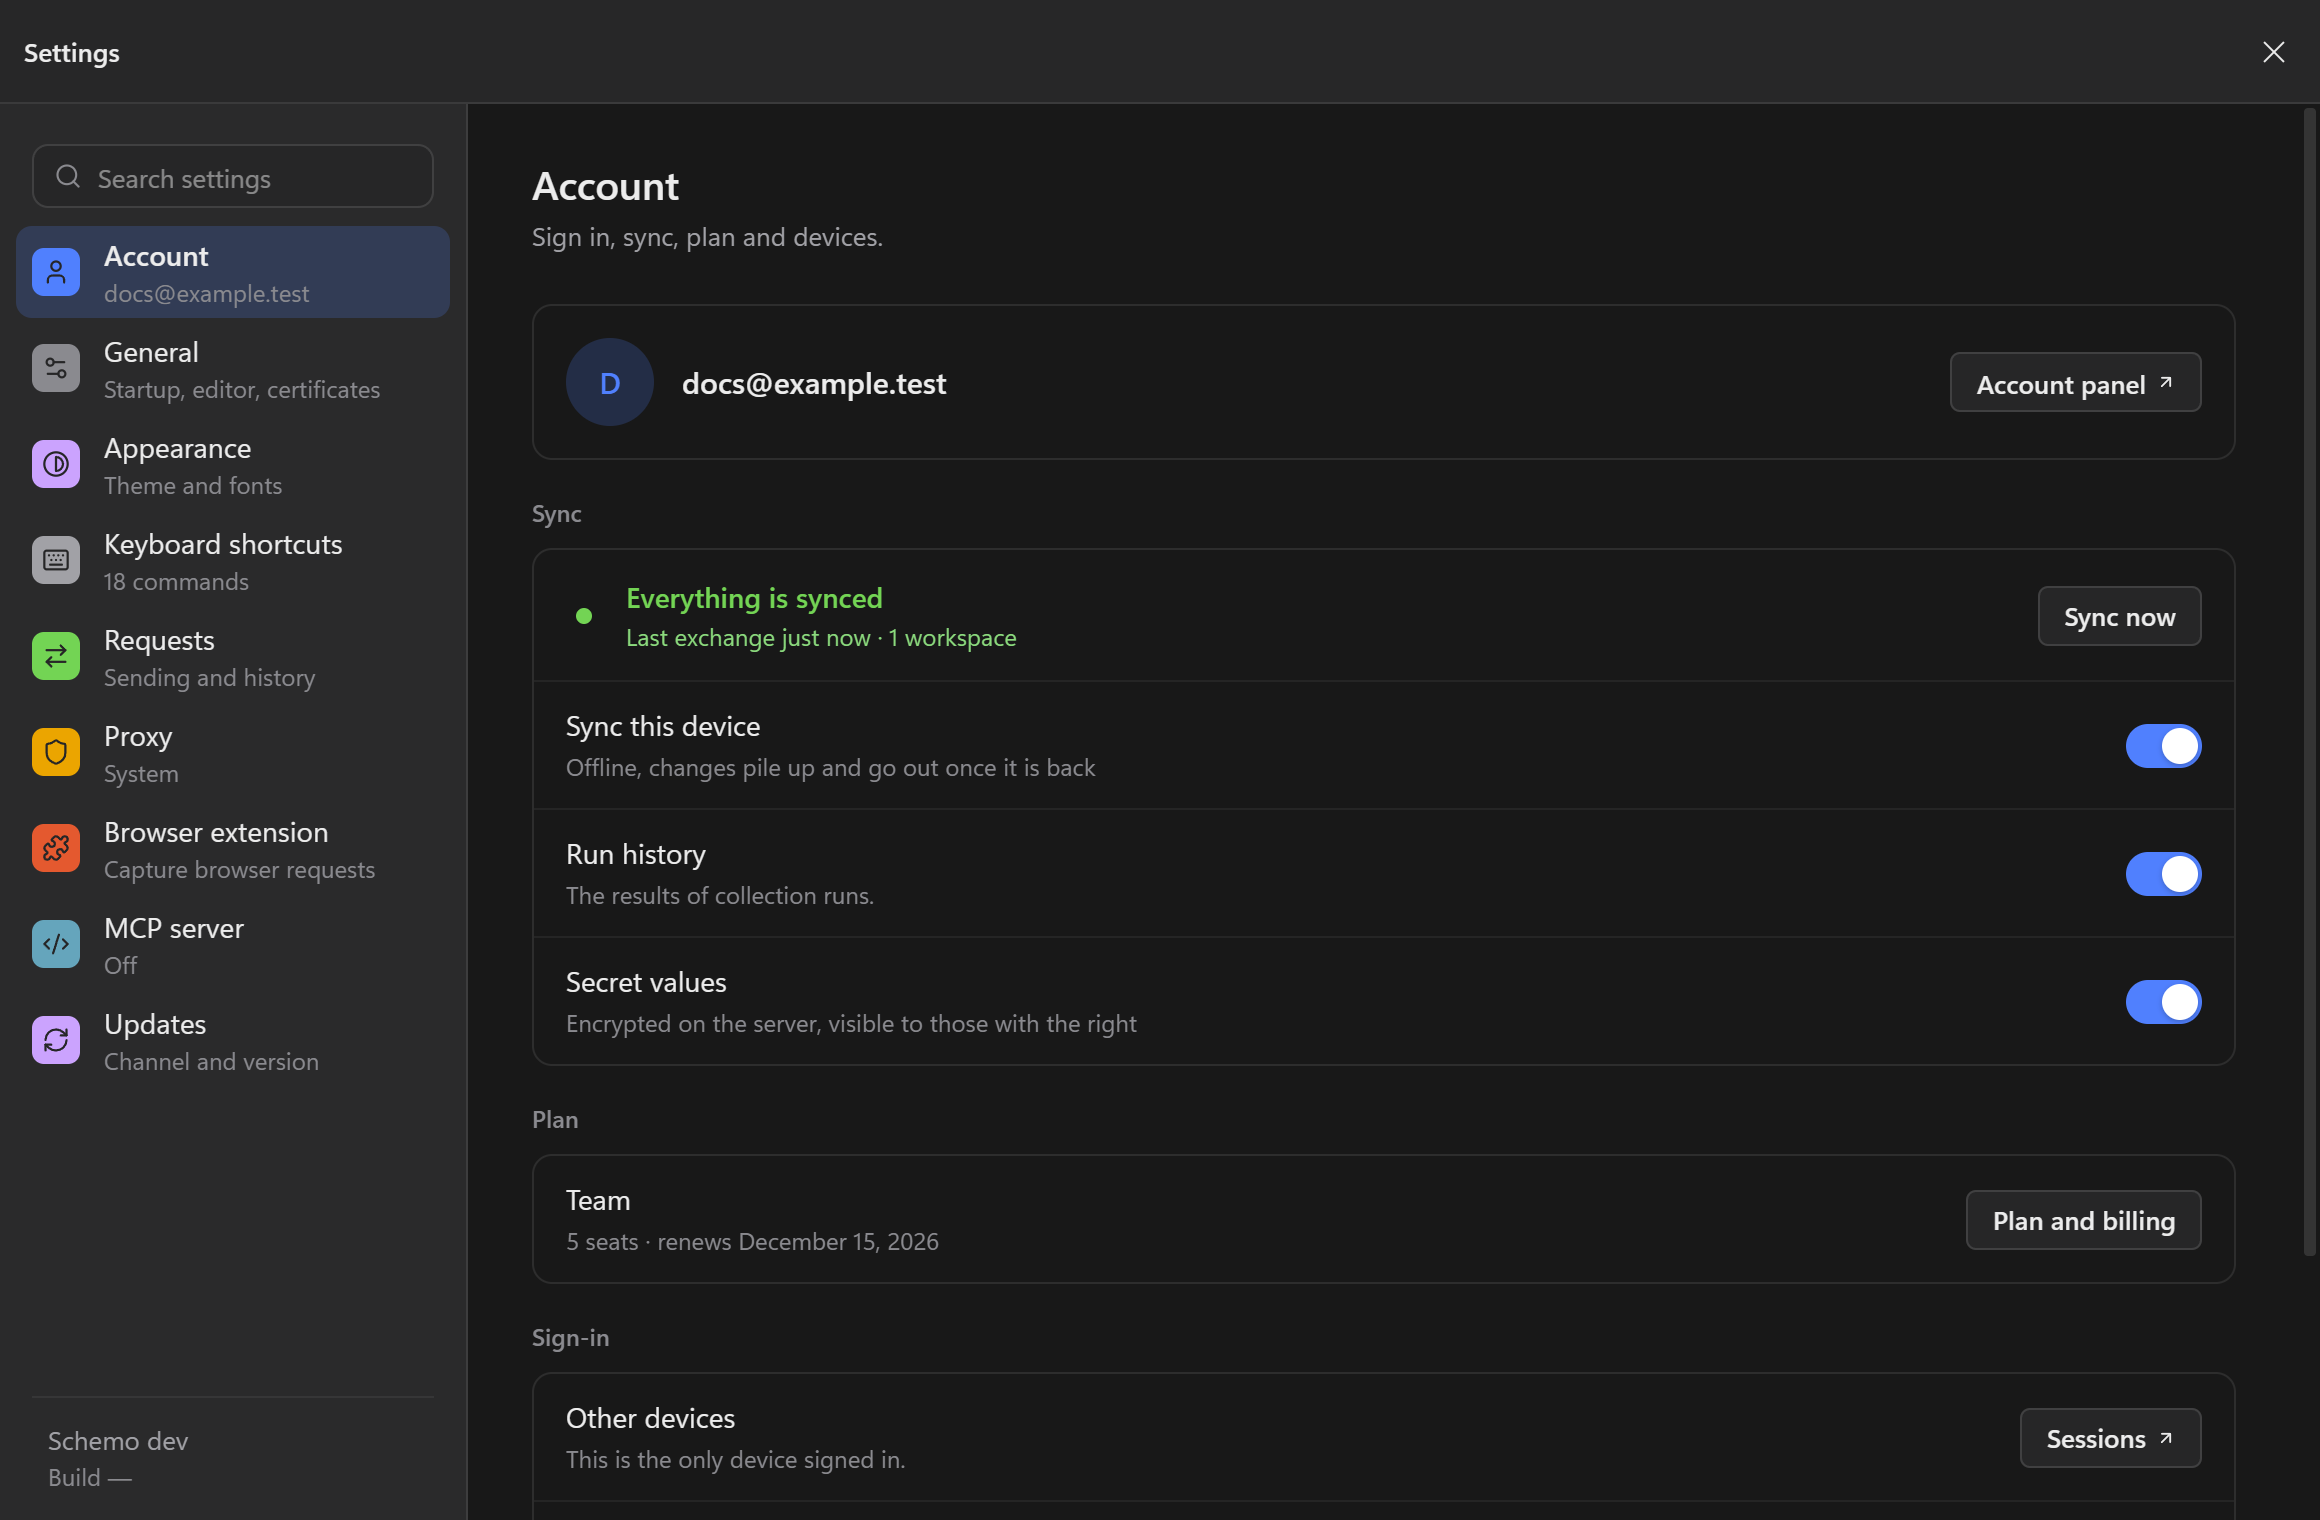 Settings
Search settings
Account
docs@example.test
General
Startup, editor, certificates
Appearance
Theme and fonts
Keyboard shortcuts
18 commands
Requests
Sending and history
Proxy
System
Browser extension
Capture browser requests
MCP server
Off
Updates
Channel and version
Schemo dev
Build —
Account
Sign in, sync, plan and devices.
D
docs@example.test
Account panel
Sync
Everything is synced
Last exchange just now · 1 workspace
Sync now
Sync this device
Offline, changes pile up and go out once it is back
Run history
The results of collection runs.
Secret values
Encrypted on the server, visible to those with the right
Plan
Team
5 seats · renews December 15, 2026
Plan and billing
Sign-in
Other devices
This is the only device signed in.
Sessions